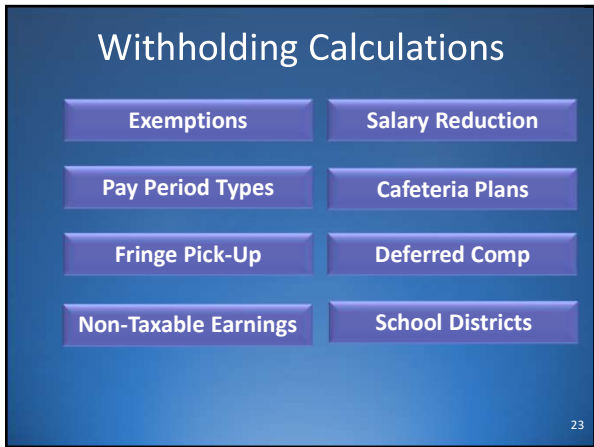 Withholding Calculations
Exemptions
Salary Reduction
Pay Period Types
Cafeteria Plans
Fringe Pick-Up
Deferred Comp
Non-Taxable Earnings
School Districts
23